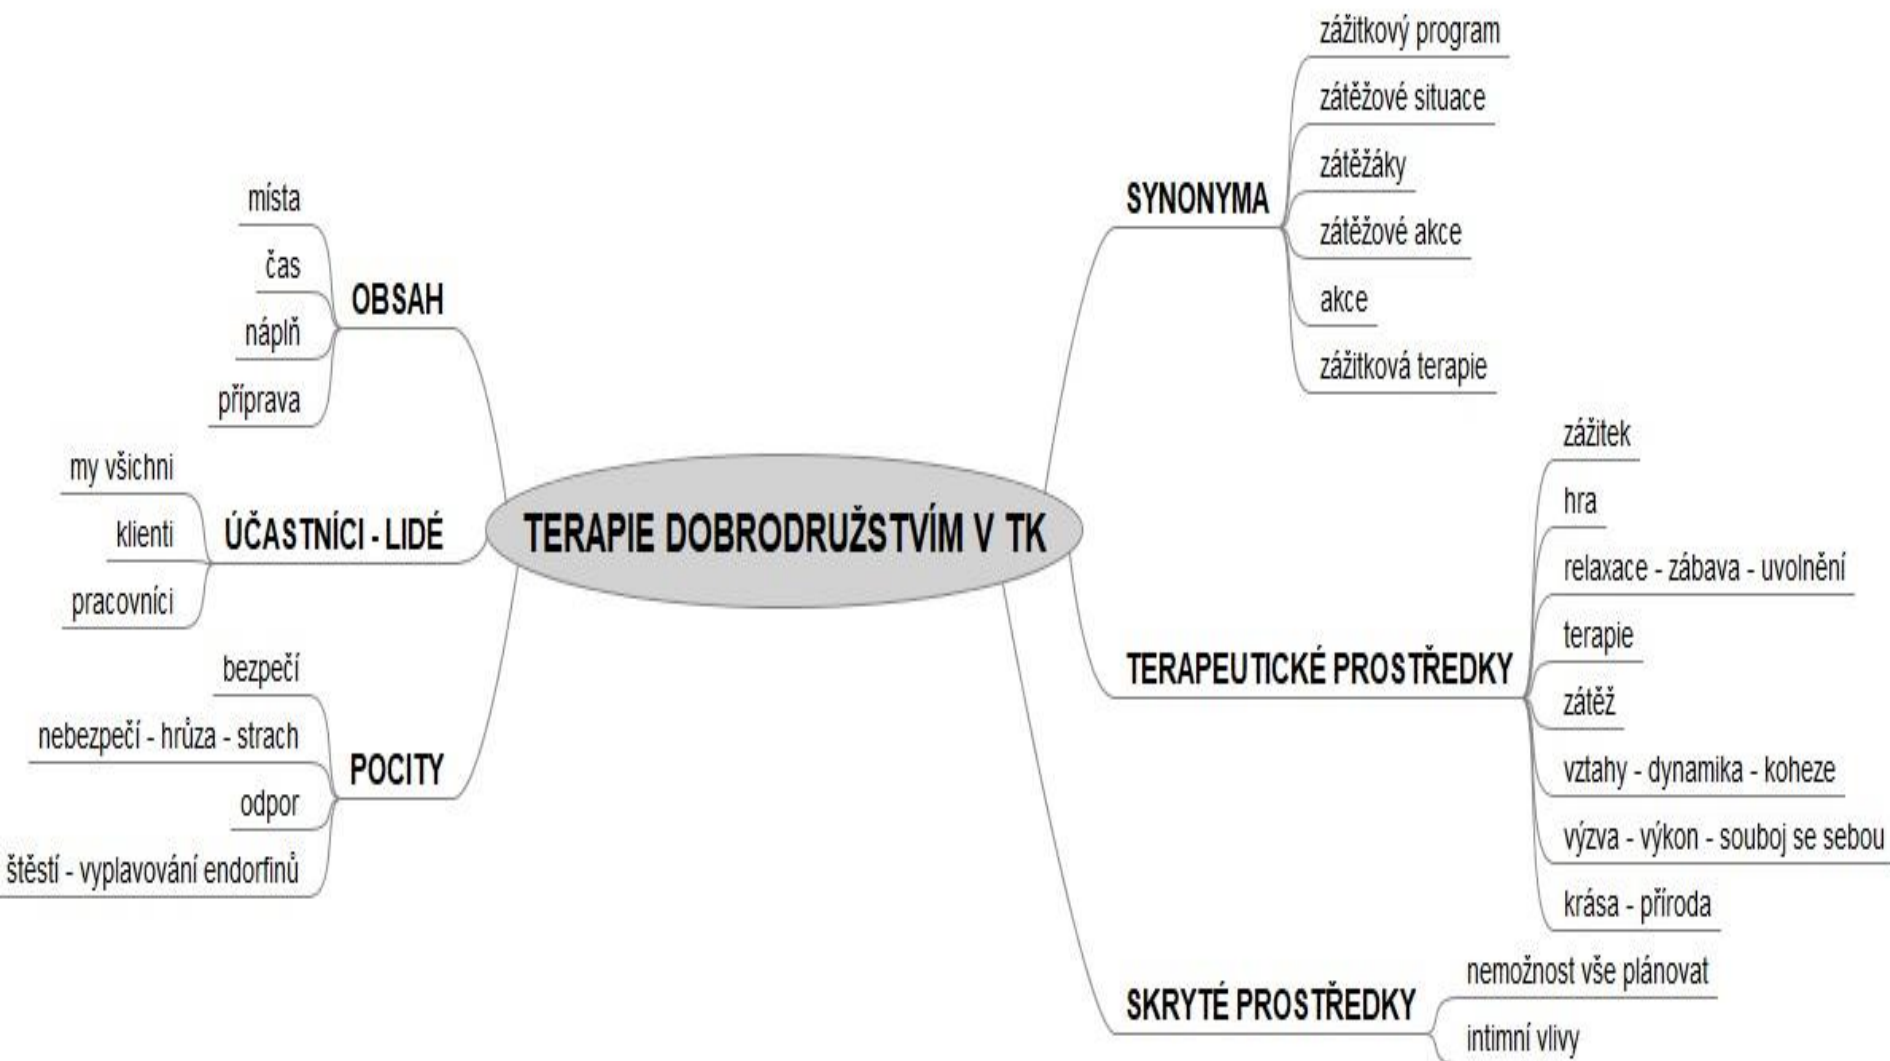 TERAPIE DOBRODRUŽSTVÍM V TK
OBSAH
místa
čas
náplň
příprava
ÚČASTNÍCI - LIDÉ
my všichni
klienti
pracovníci
POCITY
bezpečí
nebezpečí - hrůza - strach
odpor
štěstí - vyplavování endorfinů
SYNONYMA
zážitkový program
zátěžové situace
zátěžáky
zátěžové akce
akce
zážitková terapie
TERAPEUTICKÉ PROSTŘEDKY
zážitek
hra
relaxace - zábava - uvolnění
terapie
zátěž
vztahy - dynamika - koheze
výzva - výkon - souboj se sebou
krása - příroda
SKRYTÉ PROSTŘEDKY
nemožnost vše plánovat
intimní vlivy